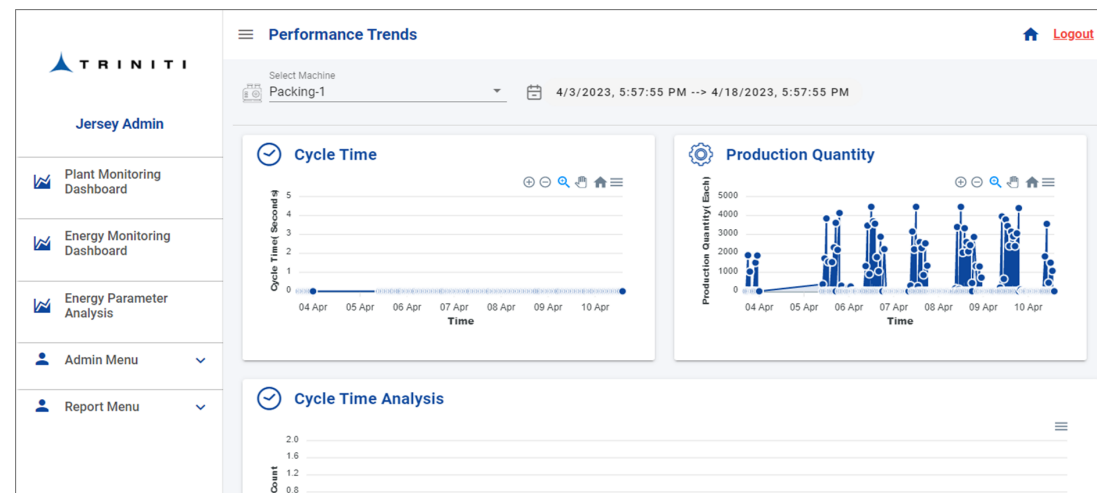 TRINITI
Jersey Admin
Plant Monitoring
Dashboard
Energy Monitoring
Dashboard
Energy Parameter
Analysis
Admin Menu
Report Menu
Performance Trends
Logout
Select Machine
Packing-1
4/3/2023, 5:57:55 PM --> 4/18/2023, 5:57:55 PM
Cycle Time
Cycle Time( Seconds)
5
4
3
2
1
0
04 Apr 05 Apr 06 Apr 07 Apr 08 Apr 09 Apr 10 Apr
Time
Production Quantity
Production Quantity( Each)
5000
4000
3000
2000
1000
0
04 Apr 05 Apr 06 Apr 07 Apr 08 Apr 09 Apr 10 Apr
Time
Cycle Time Analysis
Count
2.0
1.6
1.2
0.8